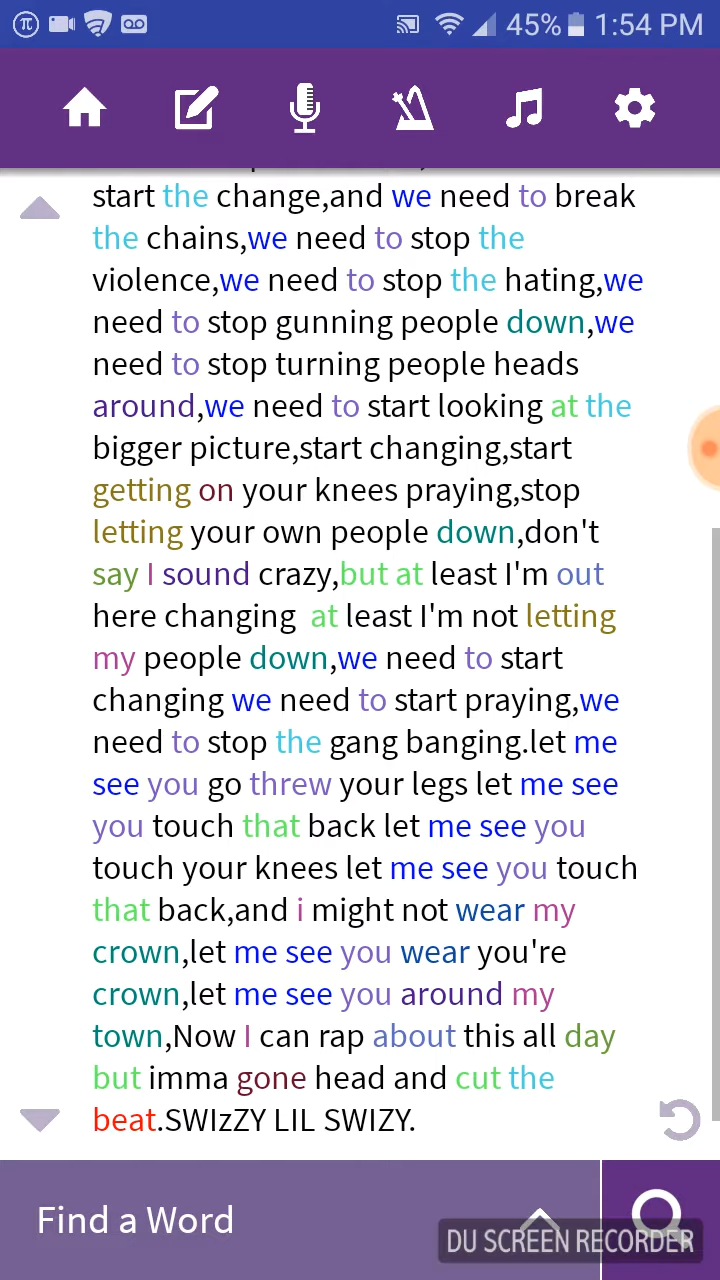 45% 1:54 PM
start the change,and we need to break
the chains,we need to stop the
violence,we need to stop the hating,we
need to stop gunning people down,we
need to stop turning people heads
around,we need to start looking at the
bigger picture,start changing,start
getting on your knees praying,stop
letting your own people down,don't
say I sound crazy,but at least I'm out
here changing  at least I'm not letting
my people down,we need to start
changing we need to start praying,we
need to stop the gang banging.let me
see you go threw your legs let me see
you touch that back let me see you
touch your knees let me see you touch
that back,and i might not wear my
crown,let me see you wear you're
crown,let me see you around my
town,Now I can rap about this all day
but imma gone head and cut the
beat.SWIzZY LIL SWIZY.
Find a Word
DU SCREEN RECORDER